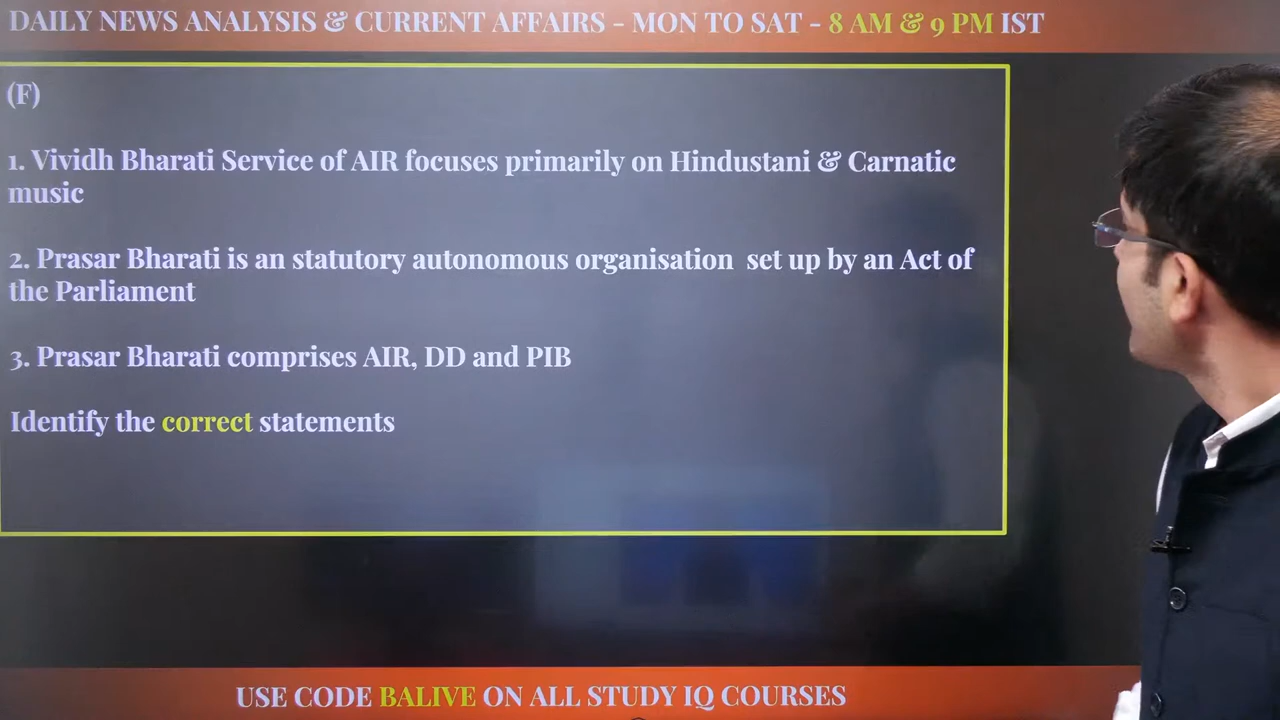 DAILY NEWS ANALYSIS & CURRENT AFFAIRS - MON TO SAT - 8 AM & 9 PM IST
(F)
1. Vividh Bharati Service of AIR focuses primarily on Hindustani & Carnatic
music
2. Prasar Bharati is an statutory autonomous organisation set up by an Act of
the Parliament
3. Prasar Bharati comprises AIR, DD and PIB
Identify the correct statements
USE CODE BALIVE ON ALL STUDY IQ COURSES